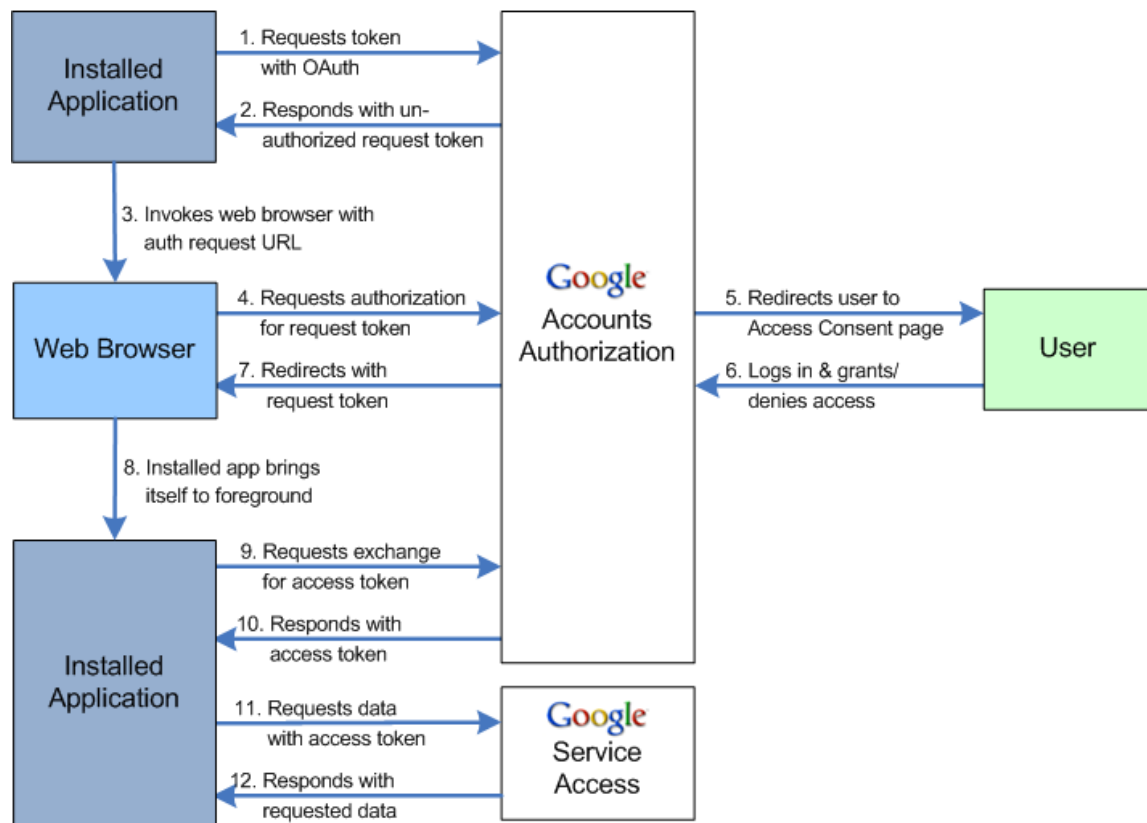 Installed
Application
1. Requests token
with OAuth
2. Responds with un-
authorized request token
3. Invokes web browser with
auth request URL
Web Browser
4. Requests authorization
for request token
7. Redirects with
request token
Google
Accounts
Authorization
5. Redirects user to
Access Consent page
6. Logs in & grants/
denies access
User
8. Installed app brings
itself to foreground
Installed
Application
9. Requests exchange
for access token
10. Responds with
access token
11. Requests data
with access token
12. Responds with
requested data
Google
Service
Access